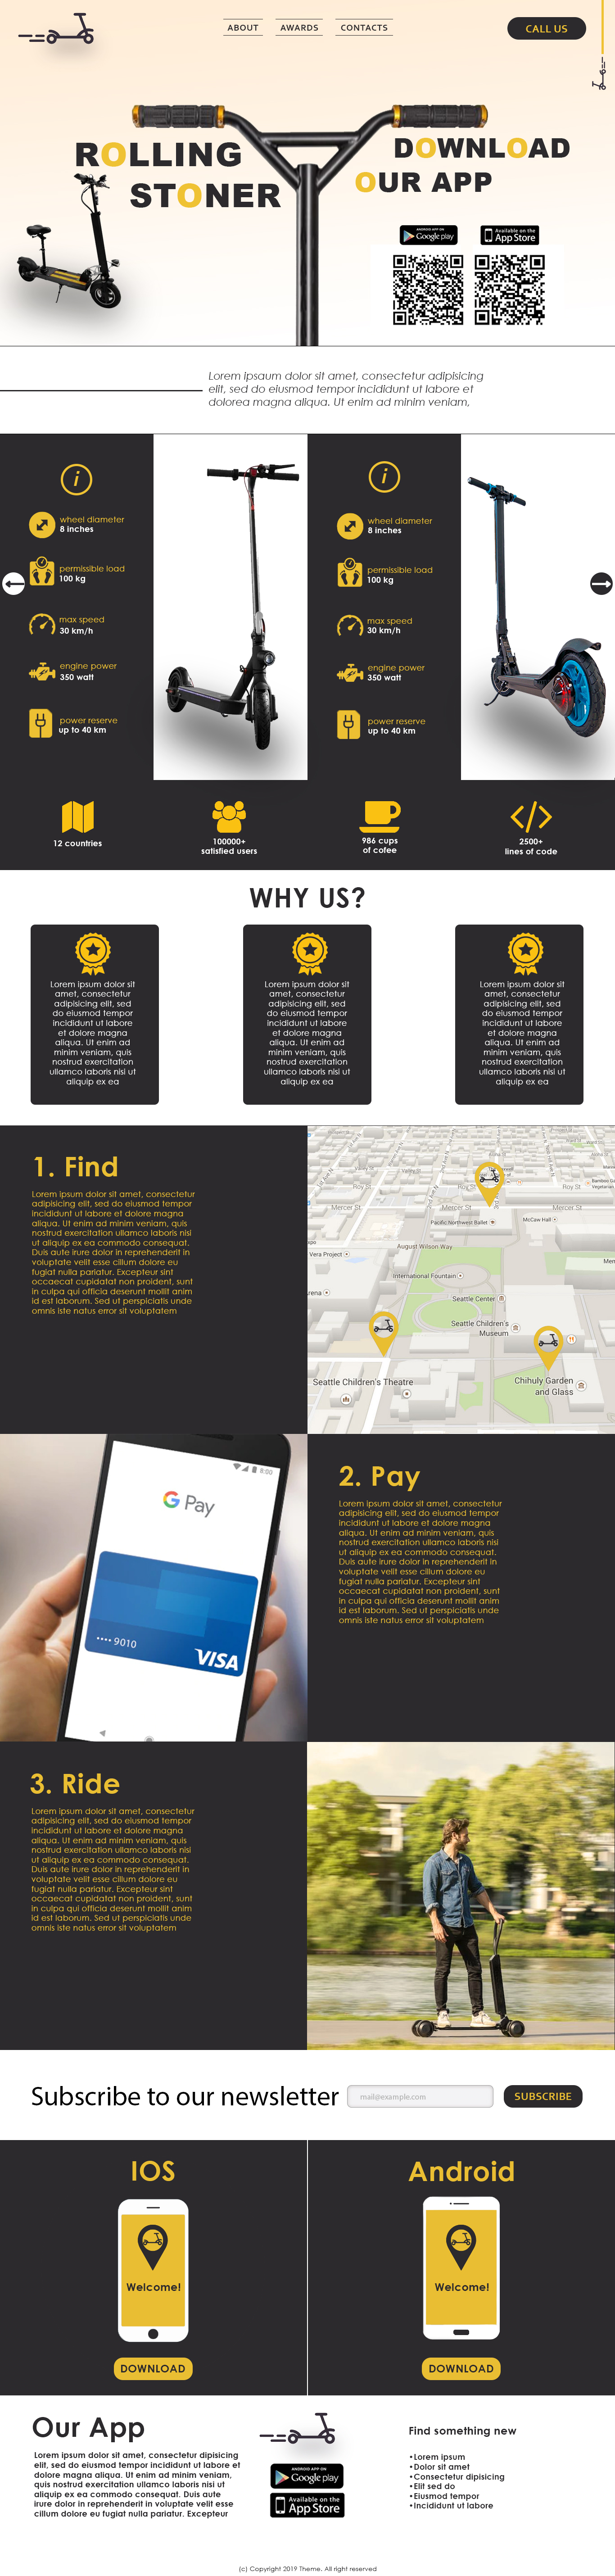 ABOUT
AWARDS
CONTACTS
CALL US
ROLLING
STONER
DOWNLOAD
OUR APP
ANDROID APP ON
Google play
Available on the
App Store
Lorem ipsaum dolor sit amet, consectetur adipisicing
elit, sed do eiusmod tempor incididunt ut labore et
dolorea magna aliqua. Ut enim ad minim veniam,
i
wheel diameter
8 inches
permissible load
100 kg
max speed
30 km/h
engine power
350 watt
power reserve
up to 40 km
i
wheel diameter
8 inches
permissible load
100 kg
max speed
30 km/h
engine power
350 watt
power reserve
up to 40 km
12 countries
100000+
satisfied users
986 cups
of cofee
2500+
lines of code
WHY US?
Lorem ipsum dolor sit
amet, consectetur
adipisicing elit, sed
do eiusmod tempor
incididunt ut labore
et dolore magna
aliqua. Ut enim ad
minim veniam, quis
nostrud exercitation
ullamco laboris nisi ut
aliquip ex ea
Lorem ipsum dolor sit
amet, consectetur
adipisicing elit, sed
do eiusmod tempor
incididunt ut labore
et dolore magna
aliqua. Ut enim ad
minim veniam, quis
nostrud exercitation
ullamco laboris nisi ut
aliquip ex ea
Lorem ipsum dolor sit
amet, consectetur
adipisicing elit, sed
do eiusmod tempor
incididunt ut labore
et dolore magna
aliqua. Ut enim ad
minim veniam, quis
nostrud exercitation
ullamco laboris nisi ut
aliquip ex ea
1. Find
Lorem ipsum dolor sit amet, consectetur
adipisicing elit, sed do eiusmod tempor
incididunt ut labore et dolore magna
aliqua. Ut enim ad minim veniam, quis
nostrud exercitation ullamco laboris nisi
ut aliquip ex ea commodo consequat.
Duis aute irure dolor in reprehenderit in
voluptate velit esse cillum dolore eu
fugiat nulla pariatur. Excepteur sint
occaecat cupidatat non proident, sunt
in culpa qui officia deserunt mollit anim
id est laborum. Sed ut perspiciatis unde
omnis iste natus error sit voluptatem
Valley St
Valley St
Roy St
Roy St
Roy St
Mercer St
Mercer St
Mercer St
Pacific Northwest Ballet
McCaw Hall
August Wilson Way
Vera Project
International Fountain
Seattle Center
Seattle Children's
Museum
Seattle Children's Theatre
Chihuly Garden
and Glass
8:00
G Pay
•••• 9010
VISA
2. Pay
Lorem ipsum dolor sit amet, consectetur
adipisicing elit, sed do eiusmod tempor
incididunt ut labore et dolore magna
aliqua. Ut enim ad minim veniam, quis
nostrud exercitation ullamco laboris nisi
ut aliquip ex ea commodo consequat.
Duis aute irure dolor in reprehenderit in
voluptate velit esse cillum dolore eu
fugiat nulla pariatur. Excepteur sint
occaecat cupidatat non proident, sunt
in culpa qui officia deserunt mollit anim
id est laborum. Sed ut perspiciatis unde
omnis iste natus error sit voluptatem
3. Ride
Lorem ipsum dolor sit amet, consectetur
adipisicing elit, sed do eiusmod tempor
incididunt ut labore et dolore magna
aliqua. Ut enim ad minim veniam, quis
nostrud exercitation ullamco laboris nisi
ut aliquip ex ea commodo consequat.
Duis aute irure dolor in reprehenderit in
voluptate velit esse cillum dolore eu
fugiat nulla pariatur. Excepteur sint
occaecat cupidatat non proident, sunt
in culpa qui officia deserunt mollit anim
id est laborum. Sed ut perspiciatis unde
omnis iste natus error sit voluptatem
Subscribe to our newsletter
mail@example.com
SUBSCRIBE
IOS
Welcome!
DOWNLOAD
Android
Welcome!
DOWNLOAD
Our App
Lorem ipsum dolor sit amet, consectetur dipisicing
elit, sed do eiusmod tempor incididunt ut labore et
dolore magna aliqua. Ut enim ad minim veniam,
quis nostrud exercitation ullamco laboris nisi ut
aliquip ex ea commodo consequat. Duis aute
irure dolor in reprehenderit in voluptate velit esse
cillum dolore eu fugiat nulla pariatur. Excepteur
ANDROID APP ON
Google play
Available on the
App Store
Find something new
•Lorem ipsum
•Dolor sit amet
•Consectetur dipisicing
•Elit sed do
•Eiusmod tempor
•Incididunt ut labore
(c) Copyright 2019 Theme. All right reserved